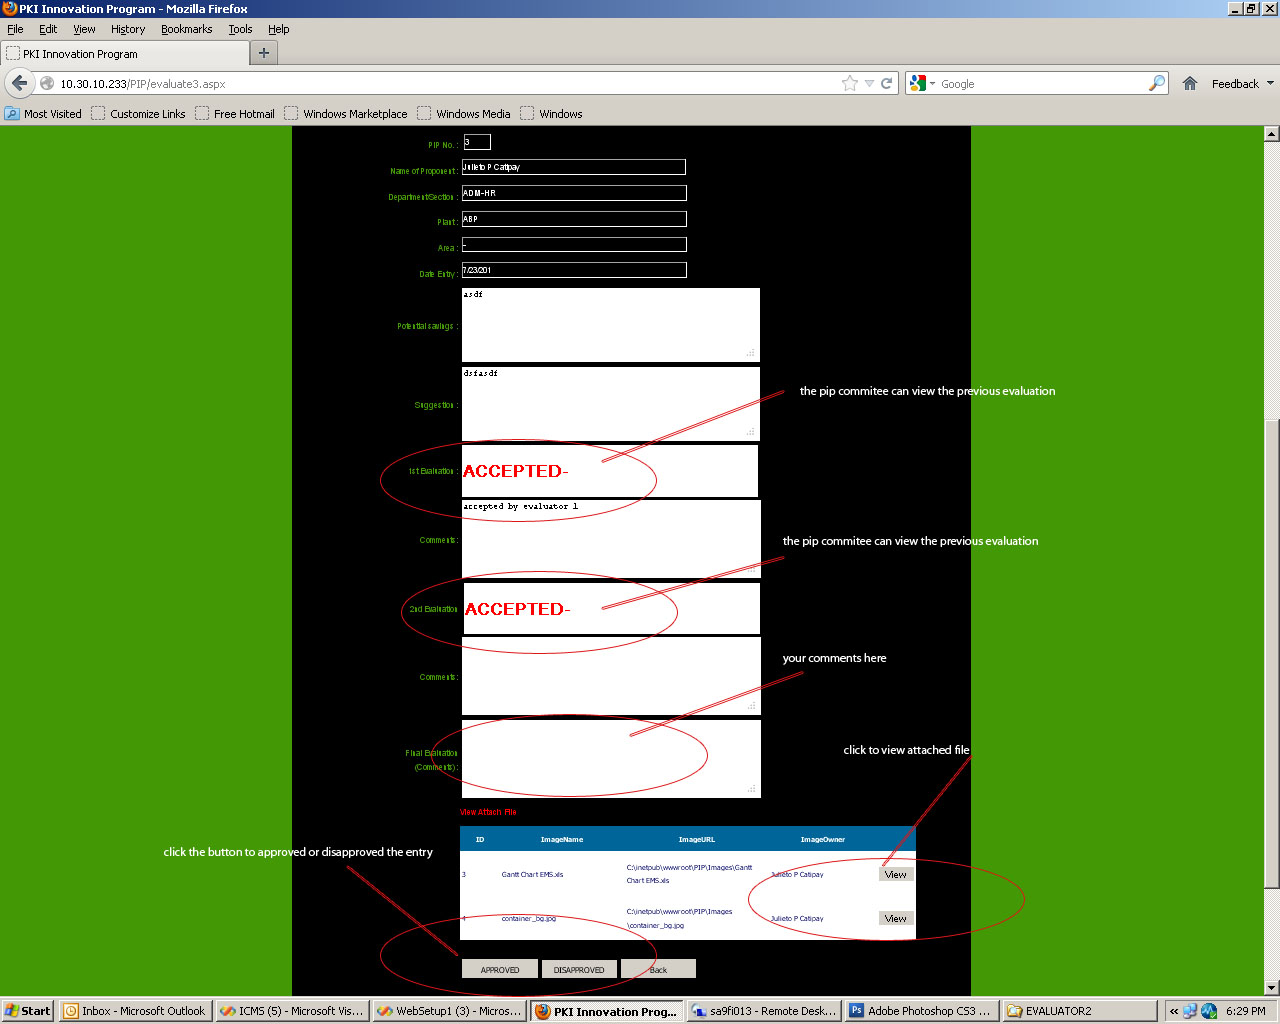 PKI Innovation Program - Mozilla Firefox
File Edit View History Bookmarks Tools Help
PKI Innovation Program
10.30.10.233/PIP/evaluate3.aspx
Google
Feedback
Most Visited Customize Links Free Hotmail Windows Marketplace Windows Media Windows
PIP No. : 3
Name of Proponent : Julieto P Catipay
Department/Section : ADM-HR
Plant : ABP
Area : -
Date Entry : 7/23/201
Potential savings : asdf
Suggestion : dsfasdf
the pip commitee can view the previous evaluation
1st Evaluation : ACCEPTED-
Comments: accepted by evaluator 1
the pip commitee can view the previous evaluation
2nd Evaluation ACCEPTED-
Comments:
your comments here
Final Evaluation
(Comments) :
click to view attached file
View Attach File
ID ImageName ImageURL ImageOwner
click the button to approved or disapproved the entry
3 Gantt Chart EMS.xls C:\inetpub\wwwroot\PIP\Images\Gantt
Chart EMS.xls Julieto P Catipay View
4 container_bg.jpg C:\inetpub\wwwroot\PIP\Images
\container_bg.jpg Julieto P Catipay View
APPROVED DISAPPROVED Back
Start Inbox - Microsoft Outlook ICMS (5) - Microsoft Vis... WebSetup1 (3) - Micros... PKI Innovation Prog... sa9fi013 - Remote Desk... Adobe Photoshop CS3 ... EVALUATOR2 « 6:29 PM